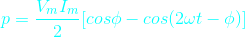 p = \frac{V_m I_m}{2}[cos\phi - cos(2\omega t - \phi)]